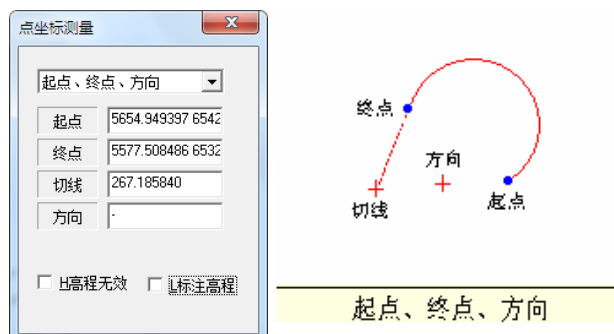 点坐标测量
起点、终点、方向
起点 5654.949397 6542
终点 5577.508486 6532
切线 267.185840
方向 -
H高程无效 L标注高程
终点
方向
切线
起点
起点、终点、方向